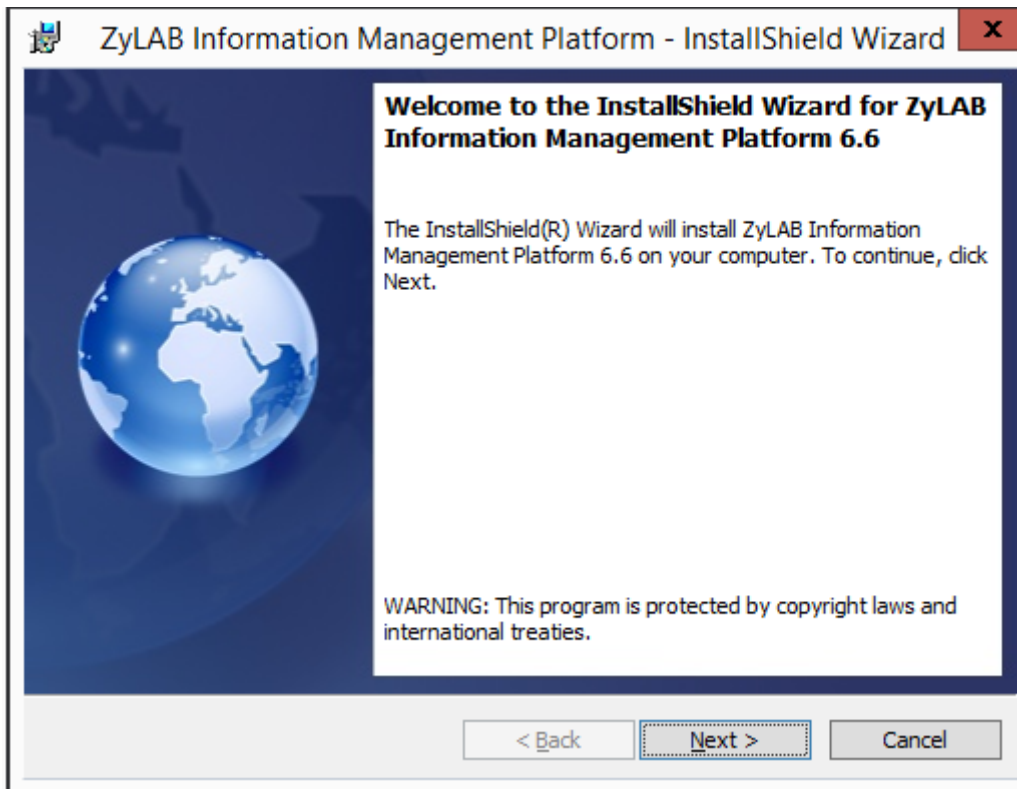 ZyLAB Information Management Platform - InstallShield Wizard
x
Welcome to the InstallShield Wizard for ZyLAB
Information Management Platform 6.6
The InstallShield(R) Wizard will install ZyLAB Information
Management Platform 6.6 on your computer. To continue, click
Next.
WARNING: This program is protected by copyright laws and
international treaties.
< Back Next > Cancel